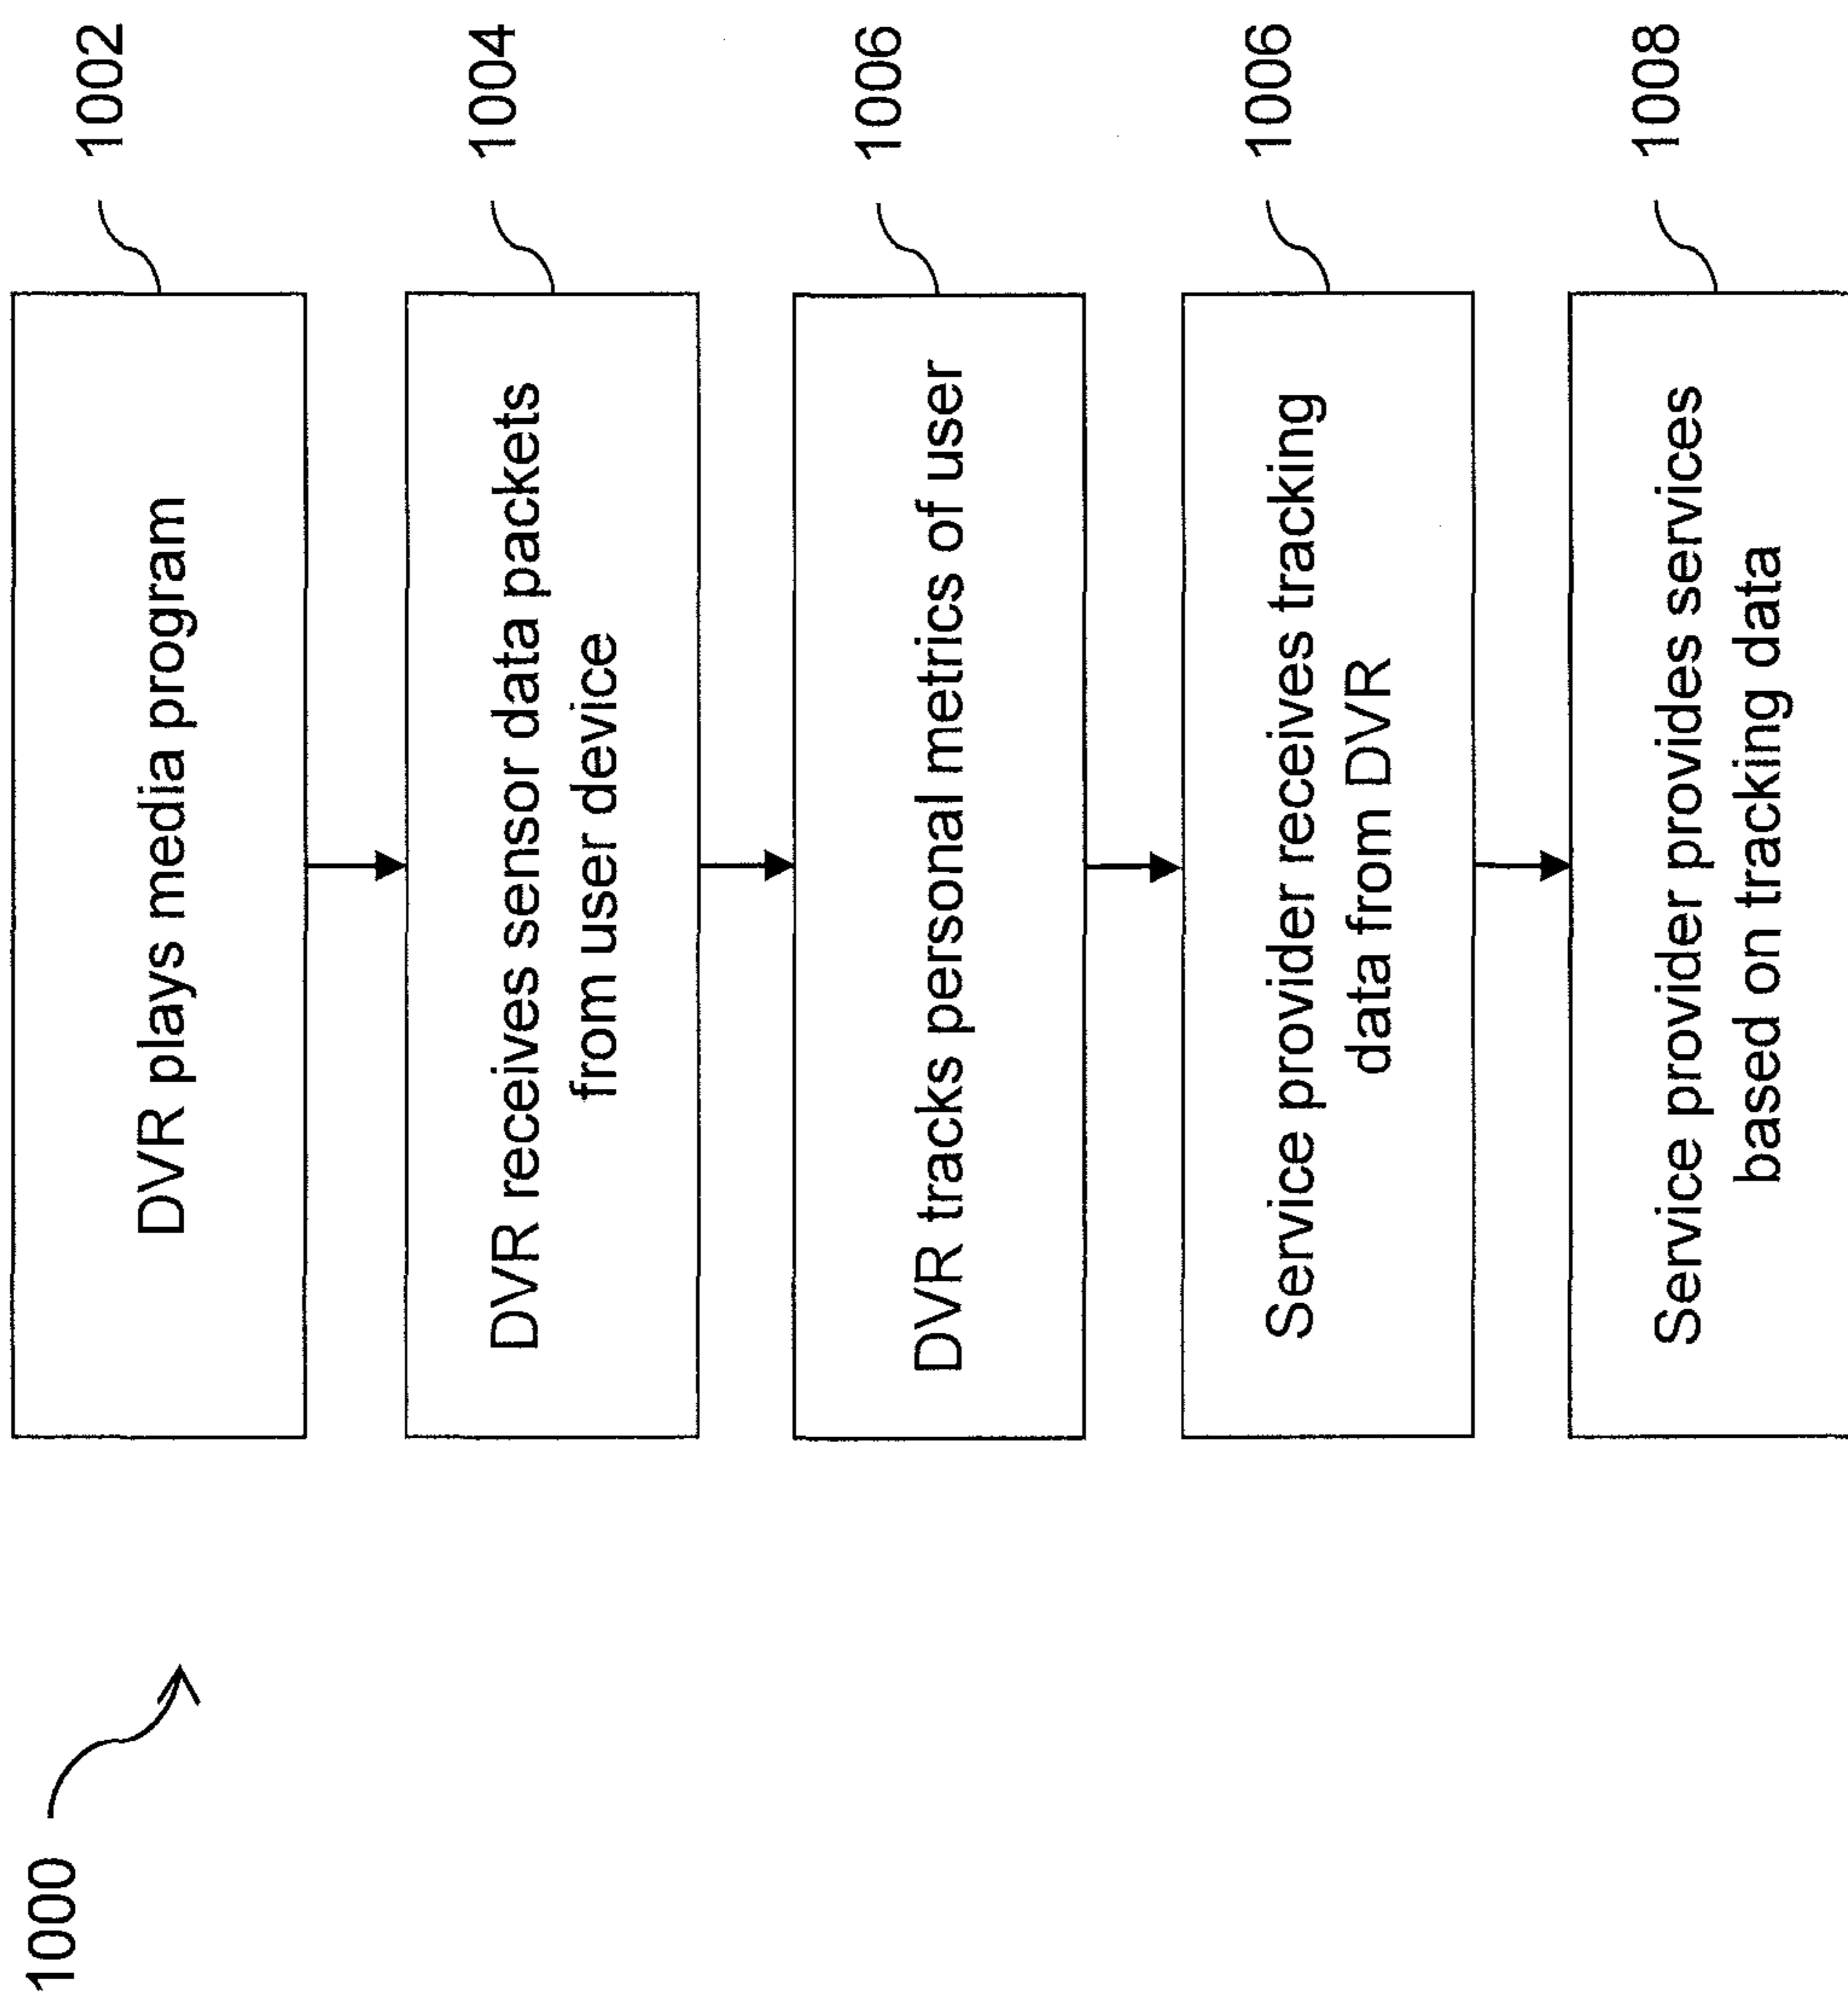 1000
DVR plays media program
1002
DVR receives sensor data packets
from user device
1004
DVR tracks personal metrics of user
1006
Service provider receives tracking
data from DVR
1006
Service provider provides services
based on tracking data
1008